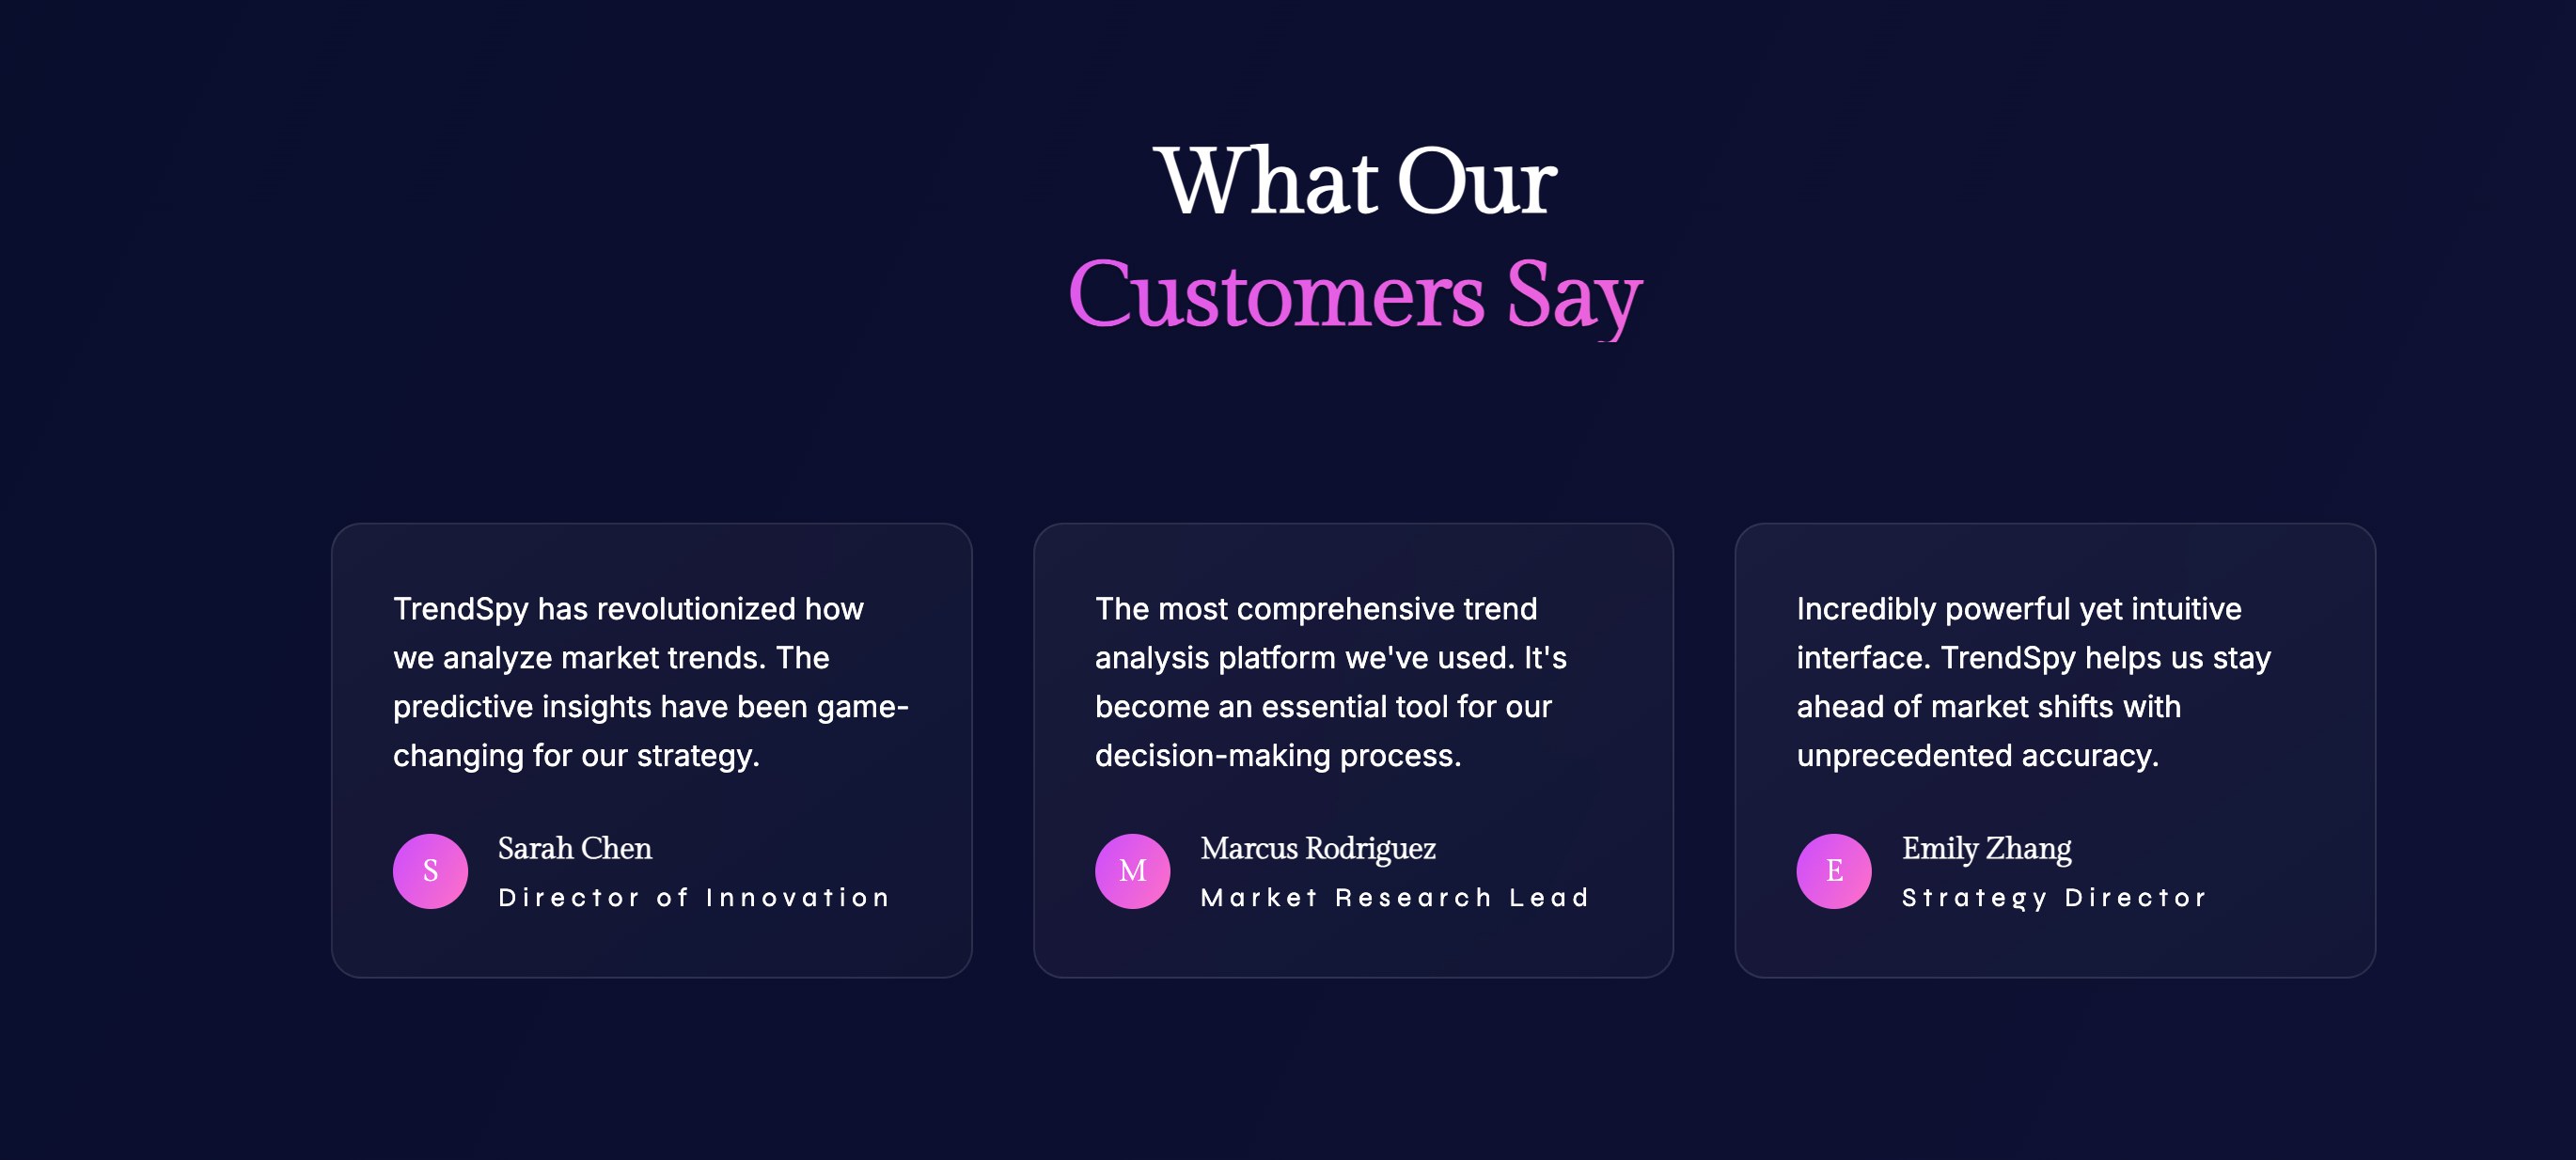 What Our
Customers Say
TrendSpy has revolutionized how
we analyze market trends. The
predictive insights have been game-
changing for our strategy.
S
Sarah Chen
Director of Innovation
The most comprehensive trend
analysis platform we've used. It's
become an essential tool for our
decision-making process.
M
Marcus Rodriguez
Market Research Lead
Incredibly powerful yet intuitive
interface. TrendSpy helps us stay
ahead of market shifts with
unprecedented accuracy.
E
Emily Zhang
Strategy Director